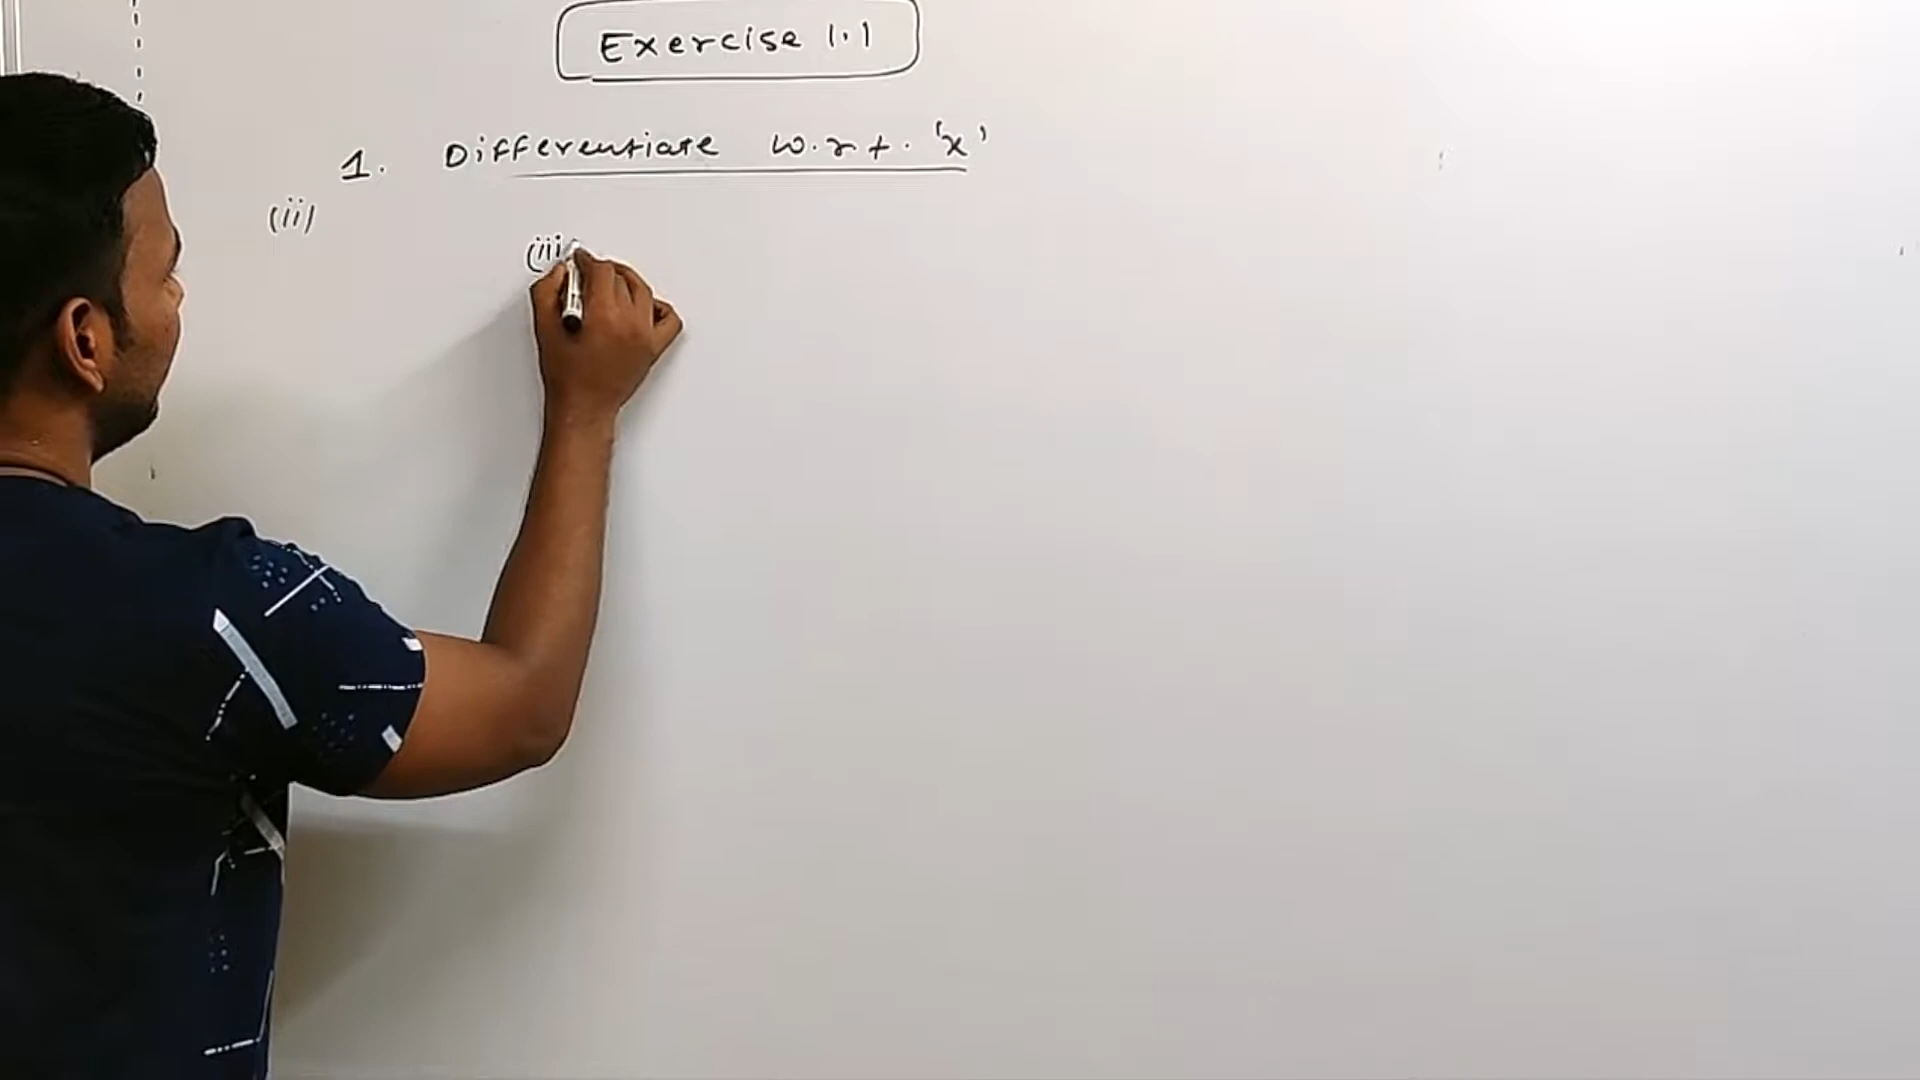 Exercise 1.1
1. Differentiate w.r.t. 'x'
(ii)
(iii